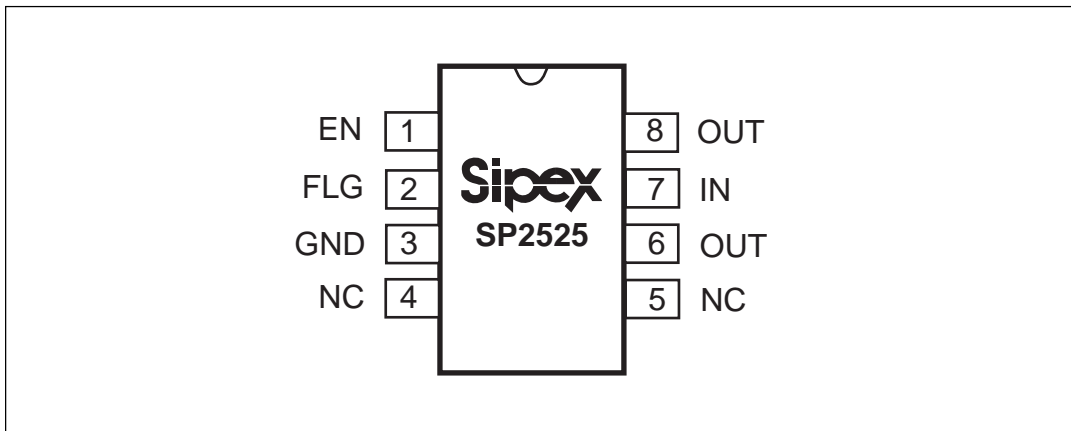 EN 1 8 OUT
FLG 2 Sipex 7 IN
SP2525
GND 3 6 OUT
NC 4 5 NC